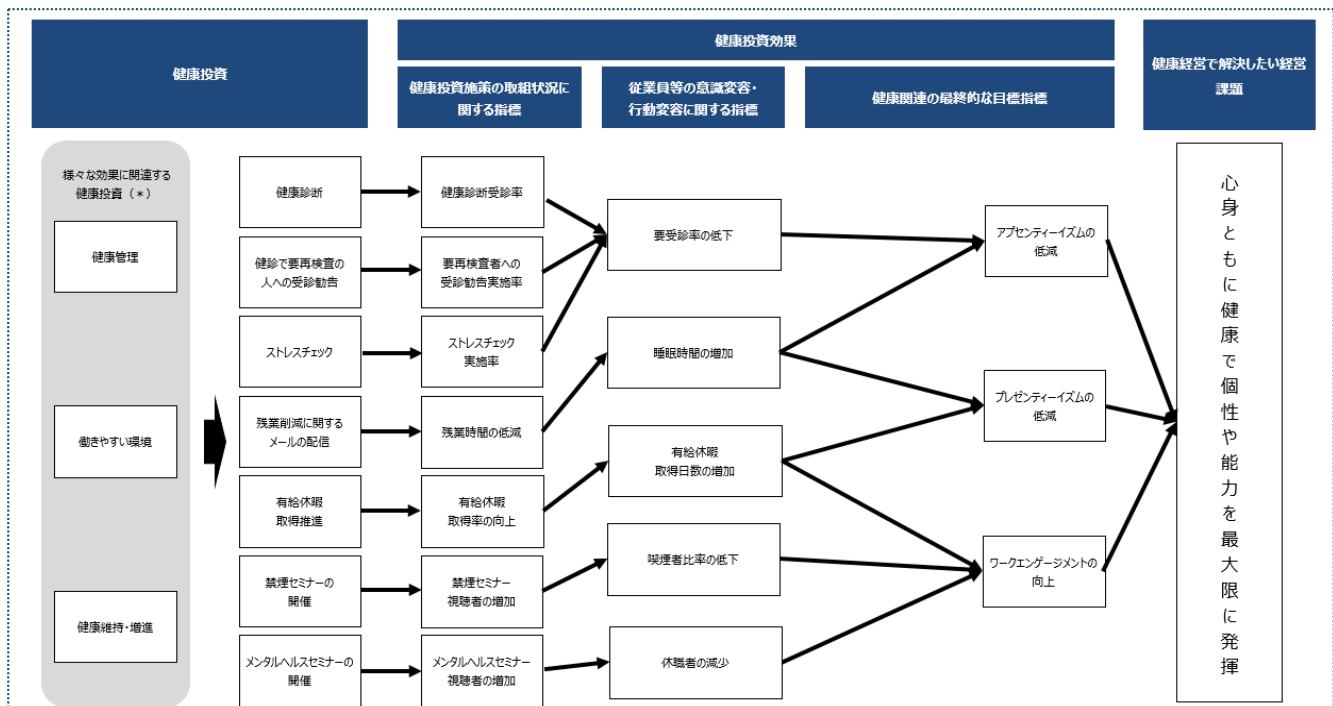 健康投資
健康投資効果
健康経営で解決したい経営
課題
健康投資施策の取組状況に
関する指標
従業員等の意識変容・
行動変容に関する指標
健康関連の最終的な目標指標
様々な効果に関連する
健康投資（*）
健康管理
働きやすい環境
健康維持・増進
健康診断
健診で要再検査の
人への受診勧告
ストレスチェック
残業削減に関する
メールの配信
有給休暇
取得推進
禁煙セミナーの
開催
メンタルヘルスセミナーの
開催
健康診断受診率
要再検査者への
受診勧告実施率
ストレスチェック
実施率
残業時間の低減
有給休暇
取得率の向上
禁煙セミナー
視聴者の増加
メンタルヘルスセミナー
視聴者の増加
要受診率の低下
睡眠時間の増加
有給休暇
取得日数の増加
喫煙者比率の低下
休職者の減少
アブセンティーイズムの
低減
プレゼンティーイズムの
低減
ワークエンゲージメントの
向上
心身ともに健康で個性や能力を最大限に発揮